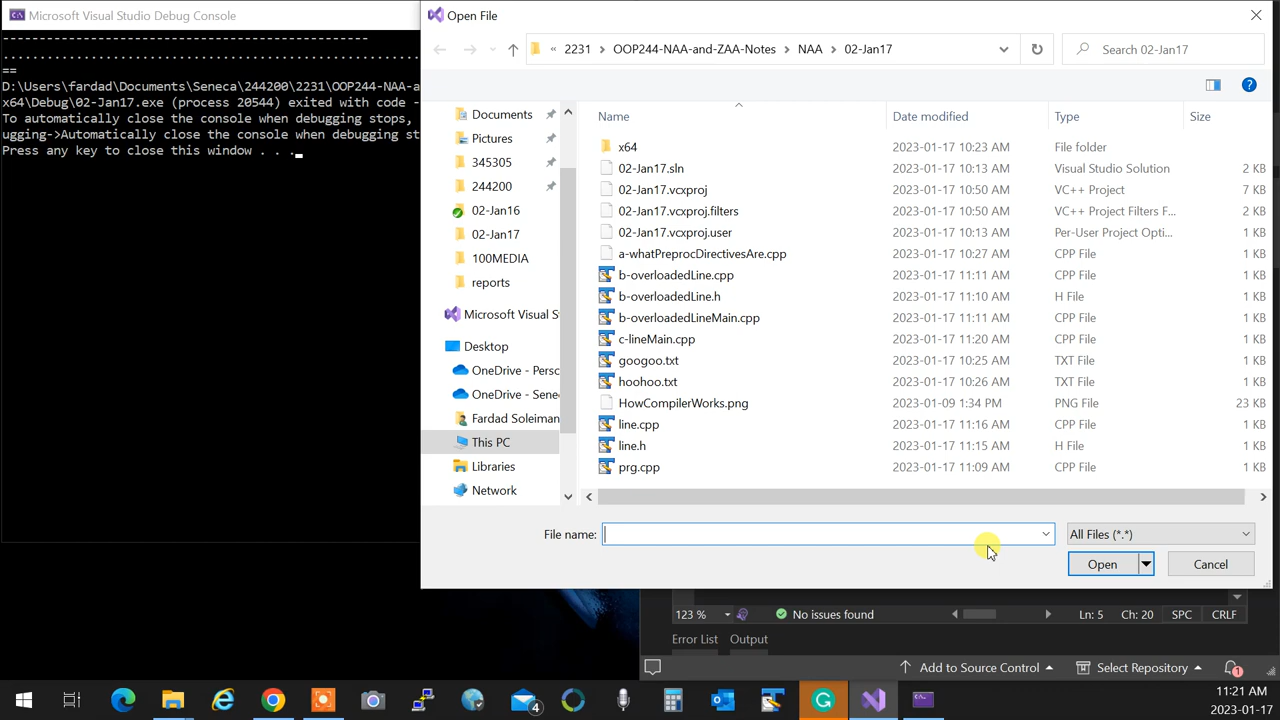 Microsoft Visual Studio Debug Console
-----------------------------------------------
....................................................
==
D:\Users\fardad\Documents\Seneca\244200\2231\OOP244-NAA-a
x64\Debug\02-Jan17.exe (process 20544) exited with code -
To automatically close the console when debugging stops,
ugging->Automatically close the console when debugging st
Press any key to close this window . . .
Open File
« 2231 > OOP244-NAA-and-ZAA-Notes > NAA > 02-Jan17
Search 02-Jan17
Documents
Pictures
345305
244200
02-Jan16
02-Jan17
100MEDIA
reports
Microsoft Visual S
Desktop
OneDrive - Persc
OneDrive - Sene
Fardad Soleiman
This PC
Libraries
Network
Name Date modified Type Size
x64 2023-01-17 10:23 AM File folder
02-Jan17.sln 2023-01-17 10:13 AM Visual Studio Solution 2 KB
02-Jan17.vcxproj 2023-01-17 10:50 AM VC++ Project 7 KB
02-Jan17.vcxproj.filters 2023-01-17 10:50 AM VC++ Project Filters F... 2 KB
02-Jan17.vcxproj.user 2023-01-17 10:13 AM Per-User Project Opti... 1 KB
a-whatPreprocDirectivesAre.cpp 2023-01-17 10:27 AM CPP File 1 KB
b-overloadedLine.cpp 2023-01-17 11:11 AM CPP File 1 KB
b-overloadedLine.h 2023-01-17 11:10 AM H File 1 KB
b-overloadedLineMain.cpp 2023-01-17 11:11 AM CPP File 1 KB
c-lineMain.cpp 2023-01-17 11:20 AM CPP File 1 KB
googoo.txt 2023-01-17 10:26 AM TXT File 1 KB
hoohoo.txt 2023-01-17 10:26 AM TXT File 1 KB
HowCompilerWorks.png 2023-01-09 1:34 PM PNG File 23 KB
line.cpp 2023-01-17 11:16 AM CPP File 1 KB
line.h 2023-01-17 11:15 AM H File 1 KB
prg.cpp 2023-01-17 11:09 AM CPP File 1 KB
File name:
All Files (*.*)
Open
Cancel
123 % No issues found Ln: 5 Ch: 20 SPC CRLF
Error List Output
Add to Source Control Select Repository 1
4
11:21 AM
2023-01-17